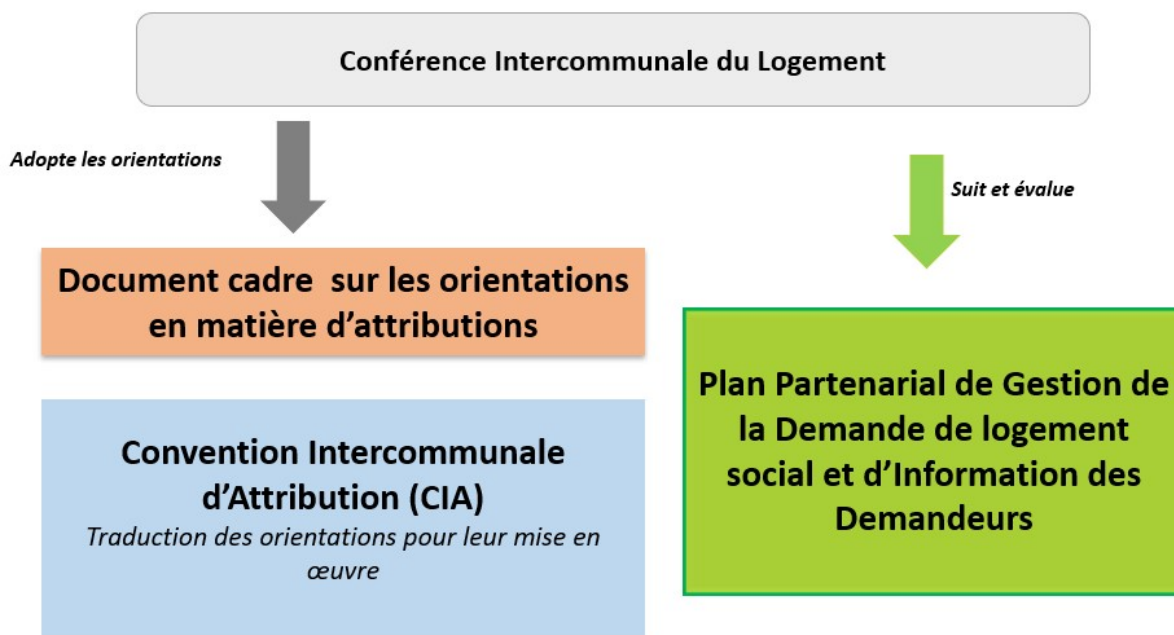 Conférence Intercommunale du Logement
Adopte les orientations
Suit et évalue
Document cadre sur les orientations
en matière d’attributions
Convention Intercommunale
d’Attribution (CIA)
Traduction des orientations pour leur mise en
œuvre
Plan Partenarial de Gestion de
la Demande de logement
social et d’Information des
Demandeurs